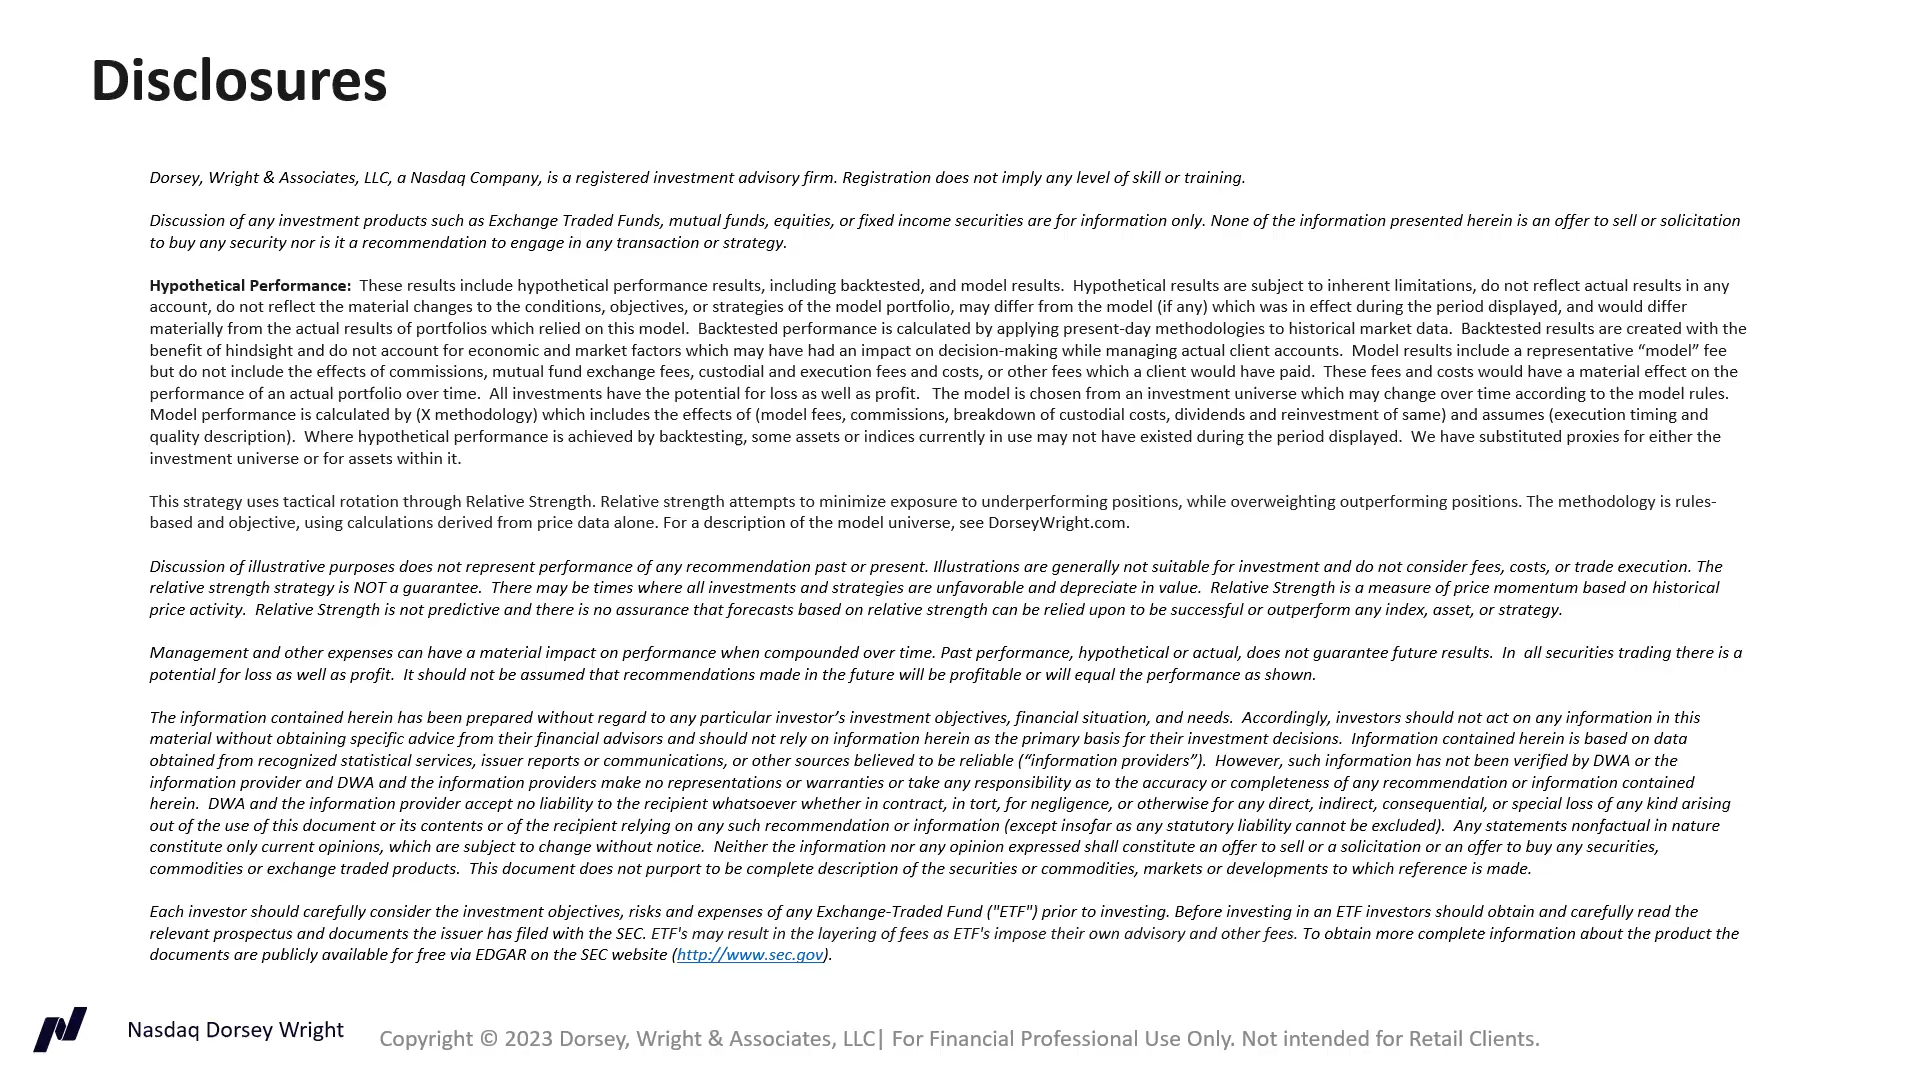 Disclosures
Dorsey, Wright & Associates, LLC, a Nasdaq Company, is a registered investment advisory firm. Registration does not imply any level of skill or training.
Discussion of any investment products such as Exchange Traded Funds, mutual funds, equities, or fixed income securities are for information only. None of the information presented herein is an offer to sell or solicitation
to buy any security nor is it a recommendation to engage in any transaction or strategy.
Hypothetical Performance:  These results include hypothetical performance results, including backtested, and model results.  Hypothetical results are subject to inherent limitations, do not reflect actual results in any
account, do not reflect the material changes to the conditions, objectives, or strategies of the model portfolio, may differ from the model (if any) which was in effect during the period displayed, and would differ
materially from the actual results of portfolios which relied on this model.  Backtested performance is calculated by applying present-day methodologies to historical market data.  Backtested results are created with the
benefit of hindsight and do not account for economic and market factors which may have had an impact on decision-making while managing actual client accounts.  Model results include a representative “model” fee
but do not include the effects of commissions, mutual fund exchange fees, custodial and execution fees and costs, or other fees which a client would have paid.  These fees and costs would have a material effect on the
performance of an actual portfolio over time.  All investments have the potential for loss as well as profit.   The model is chosen from an investment universe which may change over time according to the model rules.
Model performance is calculated by (X methodology) which includes the effects of (model fees, commissions, breakdown of custodial costs, dividends and reinvestment of same) and assumes (execution timing and
quality description).  Where hypothetical performance is achieved by backtesting, some assets or indices currently in use may not have existed during the period displayed.  We have substituted proxies for either the
investment universe or for assets within it.
This strategy uses tactical rotation through Relative Strength. Relative strength attempts to minimize exposure to underperforming positions, while overweighting outperforming positions. The methodology is rules-
based and objective, using calculations derived from price data alone. For a description of the model universe, see DorseyWright.com.
Discussion of illustrative purposes does not represent performance of any recommendation past or present. Illustrations are generally not suitable for investment and do not consider fees, costs, or trade execution. The
relative strength strategy is NOT a guarantee.  There may be times where all investments and strategies are unfavorable and depreciate in value.  Relative Strength is a measure of price momentum based on historical
price activity.  Relative Strength is not predictive and there is no assurance that forecasts based on relative strength can be relied upon to be successful or outperform any index, asset, or strategy.
Management and other expenses can have a material impact on performance when compounded over time. Past performance, hypothetical or actual, does not guarantee future results.  In  all securities trading there is a
potential for loss as well as profit.  It should not be assumed that recommendations made in the future will be profitable or will equal the performance as shown.
The information contained herein has been prepared without regard to any particular investor’s investment objectives, financial situation, and needs.  Accordingly, investors should not act on any information in this
material without obtaining specific advice from their financial advisors and should not rely on information herein as the primary basis for their investment decisions.  Information contained herein is based on data
obtained from recognized statistical services, issuer reports or communications, or other sources believed to be reliable (“information providers”).  However, such information has not been verified by DWA or the
information provider and DWA and the information providers make no representations or warranties or take any responsibility as to the accuracy or completeness of any recommendation or information contained
herein.  DWA and the information provider accept no liability to the recipient whatsoever whether in contract, in tort, for negligence, or otherwise for any direct, indirect, consequential, or special loss of any kind arising
out of the use of this document or its contents or of the recipient relying on any such recommendation or information (except insofar as any statutory liability cannot be excluded).  Any statements nonfactual in nature
constitute only current opinions, which are subject to change without notice.  Neither the information nor any opinion expressed shall constitute an offer to sell or a solicitation or an offer to buy any securities,
commodities or exchange traded products.  This document does not purport to be complete description of the securities or commodities, markets or developments to which reference is made.
Each investor should carefully consider the investment objectives, risks and expenses of any Exchange-Traded Fund ("ETF") prior to investing. Before investing in an ETF investors should obtain and carefully read the
relevant prospectus and documents the issuer has filed with the SEC. ETF's may result in the layering of fees as ETF's impose their own advisory and other fees. To obtain more complete information about the product the
documents are publicly available for free via EDGAR on the SEC website (http://www.sec.gov).
Nasdaq Dorsey Wright
Copyright © 2023 Dorsey, Wright & Associates, LLC| For Financial Professional Use Only. Not intended for Retail Clients.